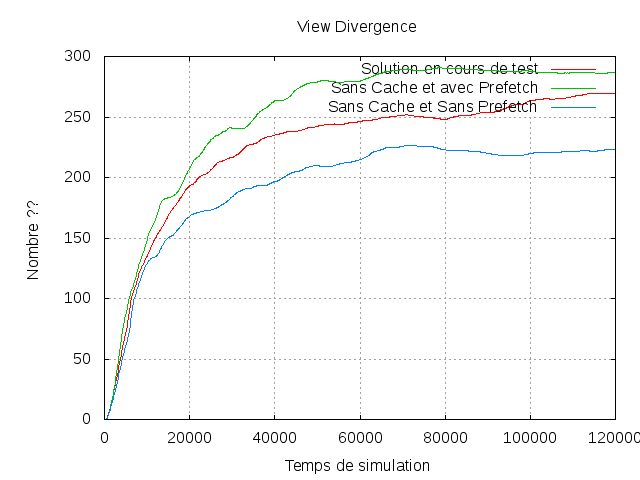 View Divergence
Solution en cours de test
Sans Cache et avec Prefetch
Sans Cache et Sans Prefetch
Nombre ??
300
250
200
150
100
50
0
0 20000 40000 60000 80000 100000 120000
Temps de simulation